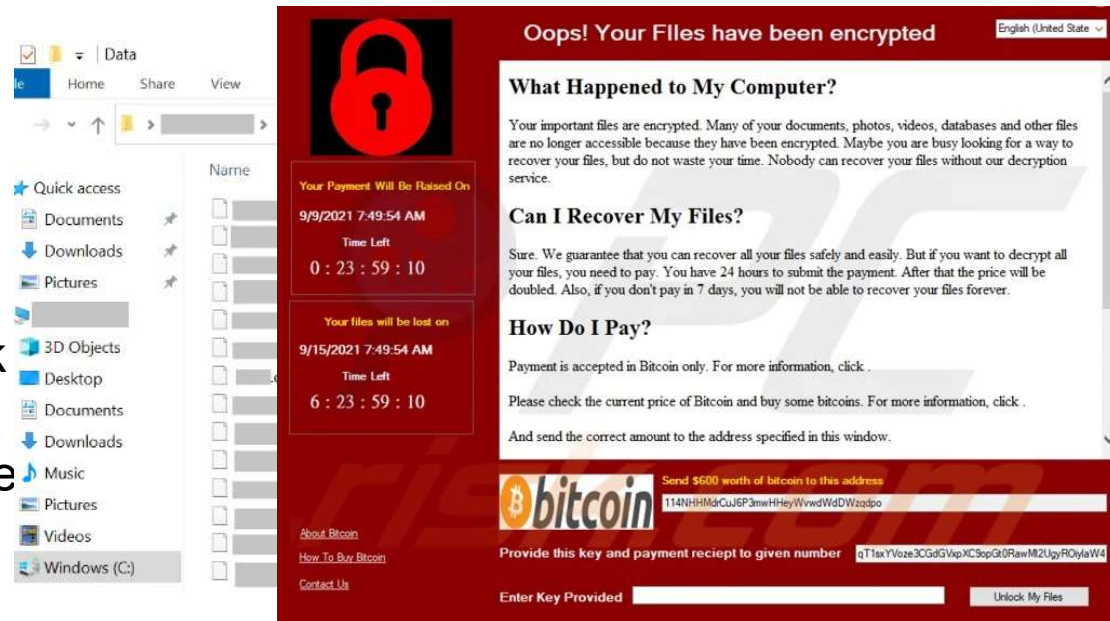 Data
Home Share View
Name
Quick access
Documents
Downloads
Pictures
3D Objects
Desktop
Documents
Downloads
Music
Pictures
Videos
Windows (C:)
Oops! Your FIles have been encrypted
English (United State
Your Payment Will Be Raised On
9/9/2021 7:49:54 AM
Time Left
0 : 23 : 59 : 10
Your files will be lost on
9/15/2021 7:49:54 AM
Time Left
6 : 23 : 59 : 10
About Bitcoin
How To Buy Bitcoin
Contact Us
What Happened to My Computer?
Your important files are encrypted. Many of your documents, photos, videos, databases and other files
are no longer accessible because they have been encrypted. Maybe you are busy looking for a way to
recover your files, but do not waste your time. Nobody can recover your files without our decryption
service.
Can I Recover My Files?
Sure. We guarantee that you can recover all your files safely and easily. But if you want to decrypt all
your files, you need to pay. You have 24 hours to submit the payment. After that the price will be
doubled. Also, if you don't pay in 7 days, you will not be able to recover your files forever.
How Do I Pay?
Payment is accepted in Bitcoin only. For more information, click .
Please check the current price of Bitcoin and buy some bitcoins. For more information, click .
And send the correct amount to the address specified in this window.
bitcoin
Send $600 worth of bitcoin to this address
114NHHMdrCuJ6P3mwHHeyWvwdWdDWzqdpo
Provide this key and payment reciept to given number
Enter Key Provided
Unlock My Files
PC
risk.com